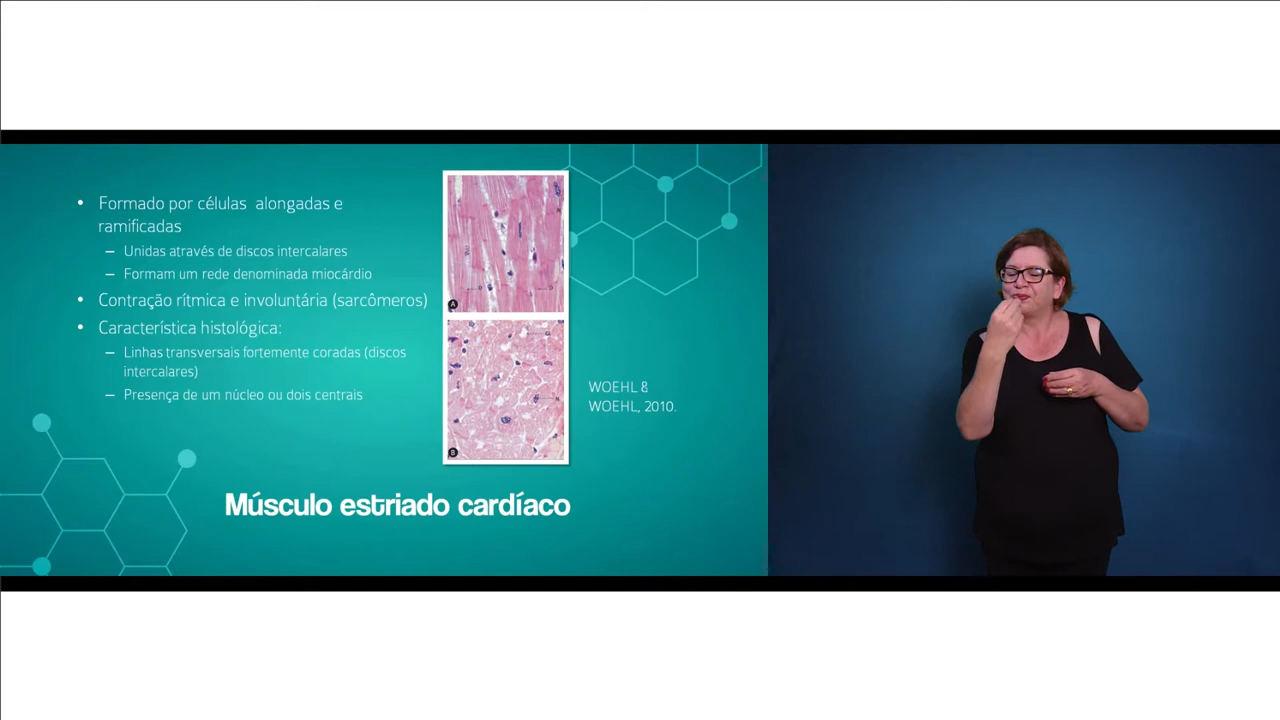 • Formado por células alongadas e
ramificadas
– Unidas através de discos intercalares
– Formam um rede denominada miocárdio
• Contração rítmica e involuntária (sarcômeros)
• Característica histológica:
– Linhas transversais fortemente coradas (discos
intercalares)
– Presença de um núcleo ou dois centrais
A
B
WOEHL &
WOEHL, 2010.
Músculo estriado cardíaco